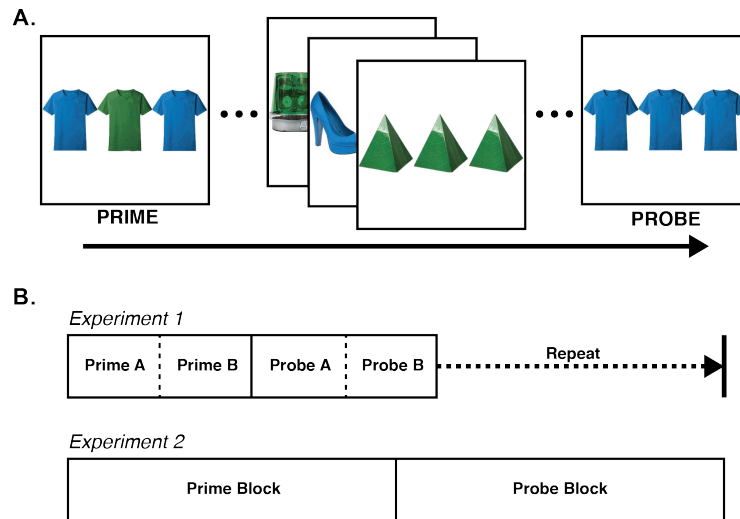 A.
PRIME
PROBE
B.
Experiment 1
Prime A
Prime B
Probe A
Probe B
Repeat
Experiment 2
Prime Block
Probe Block